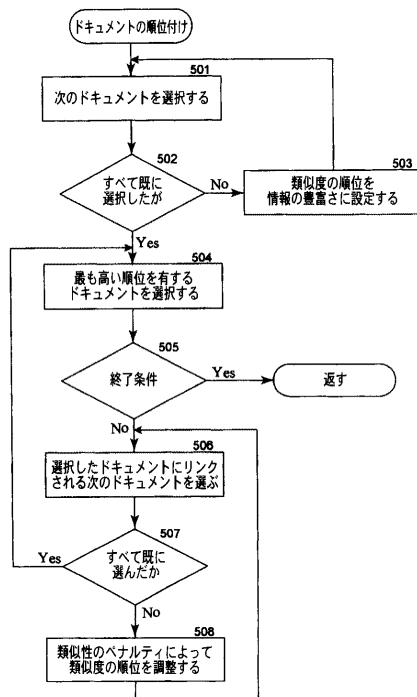 ドキュメントの順位付け
501
次のドキュメントを選択する
502
すべて既に
選択したが
No
503
類似度の順位を
情報の豊富さに設定する
Yes
504
最も高い順位を有する
ドキュメントを選択する
505
終了条件
Yes
返す
No
506
選択したドキュメントにリンク
される次のドキュメントを選ぶ
507
すべて既に
選んだか
Yes
No
508
類似性のペナルティによって
類似度の順位を調整する